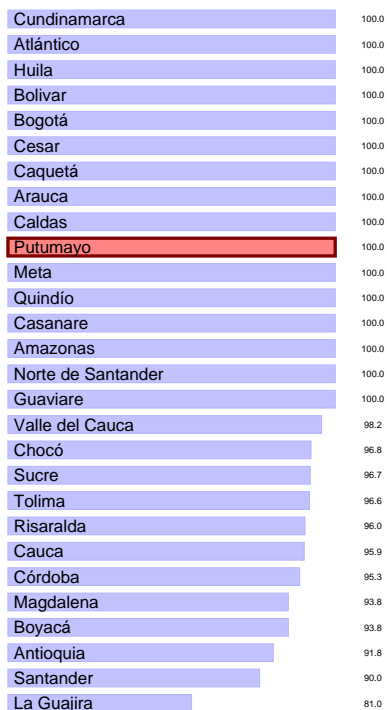 Cundinamarca 100.0
Atlántico 100.0
Huila 100.0
Bolivar 100.0
Bogotá 100.0
Cesar 100.0
Caquetá 100.0
Arauca 100.0
Caldas 100.0
Putumayo 100.0
Meta 100.0
Quindío 100.0
Casanare 100.0
Amazonas 100.0
Norte de Santander 100.0
Guaviare 100.0
Valle del Cauca 98.2
Chocó 96.8
Sucre 96.7
Tolima 96.6
Risaralda 96.0
Cauca 95.9
Córdoba 95.3
Magdalena 93.8
Boyacá 93.8
Antioquia 91.8
Santander 90.0
La Guajira 81.0